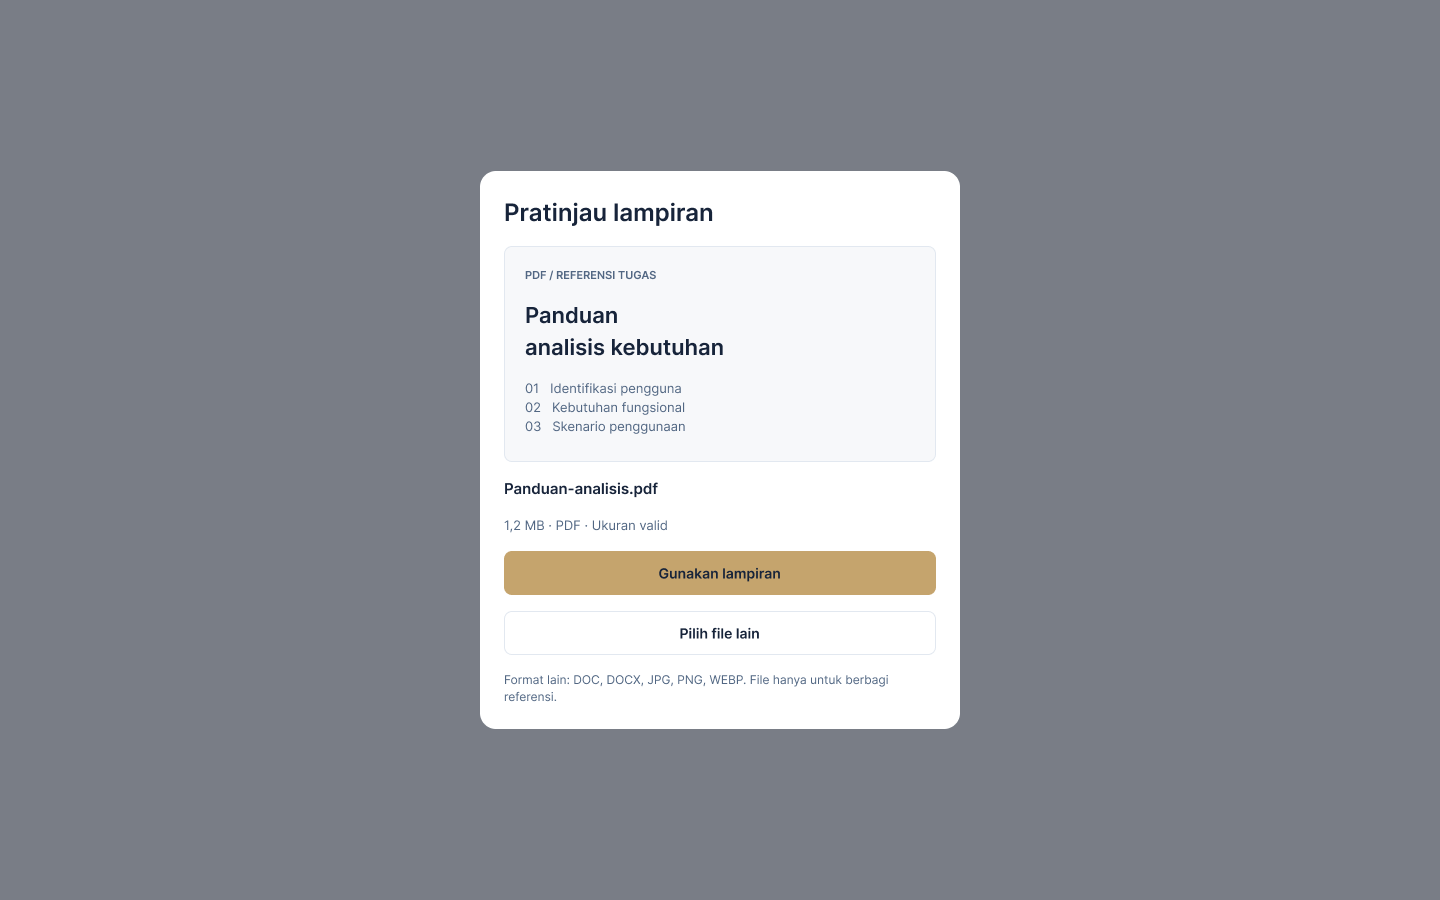 Pratinjau lampiran
PDF / REFERENSI TUGAS
Panduan
analisis kebutuhan
01 Identifikasi pengguna
02 Kebutuhan fungsional
03 Skenario penggunaan
Panduan-analisis.pdf
1,2 MB · PDF · Ukuran valid
Gunakan lampiran
Pilih file lain
Format lain: DOC, DOCX, JPG, PNG, WEBP. File hanya untuk berbagi
referensi.